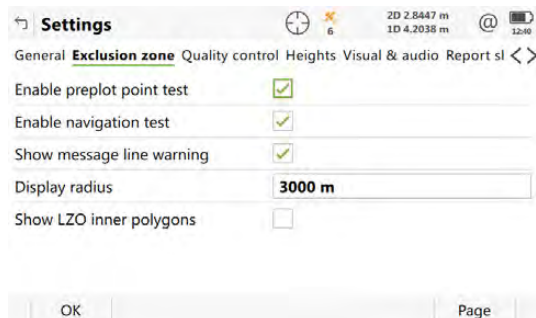 Settings
6
2D 2.8447 m
1D 4.2038 m
@
12:40
General Exclusion zone Quality control Heights Visual & audio Report sl
Enable preplot point test
Enable navigation test
Show message line warning
Display radius 3000 m
Show LZO inner polygons
OK Page